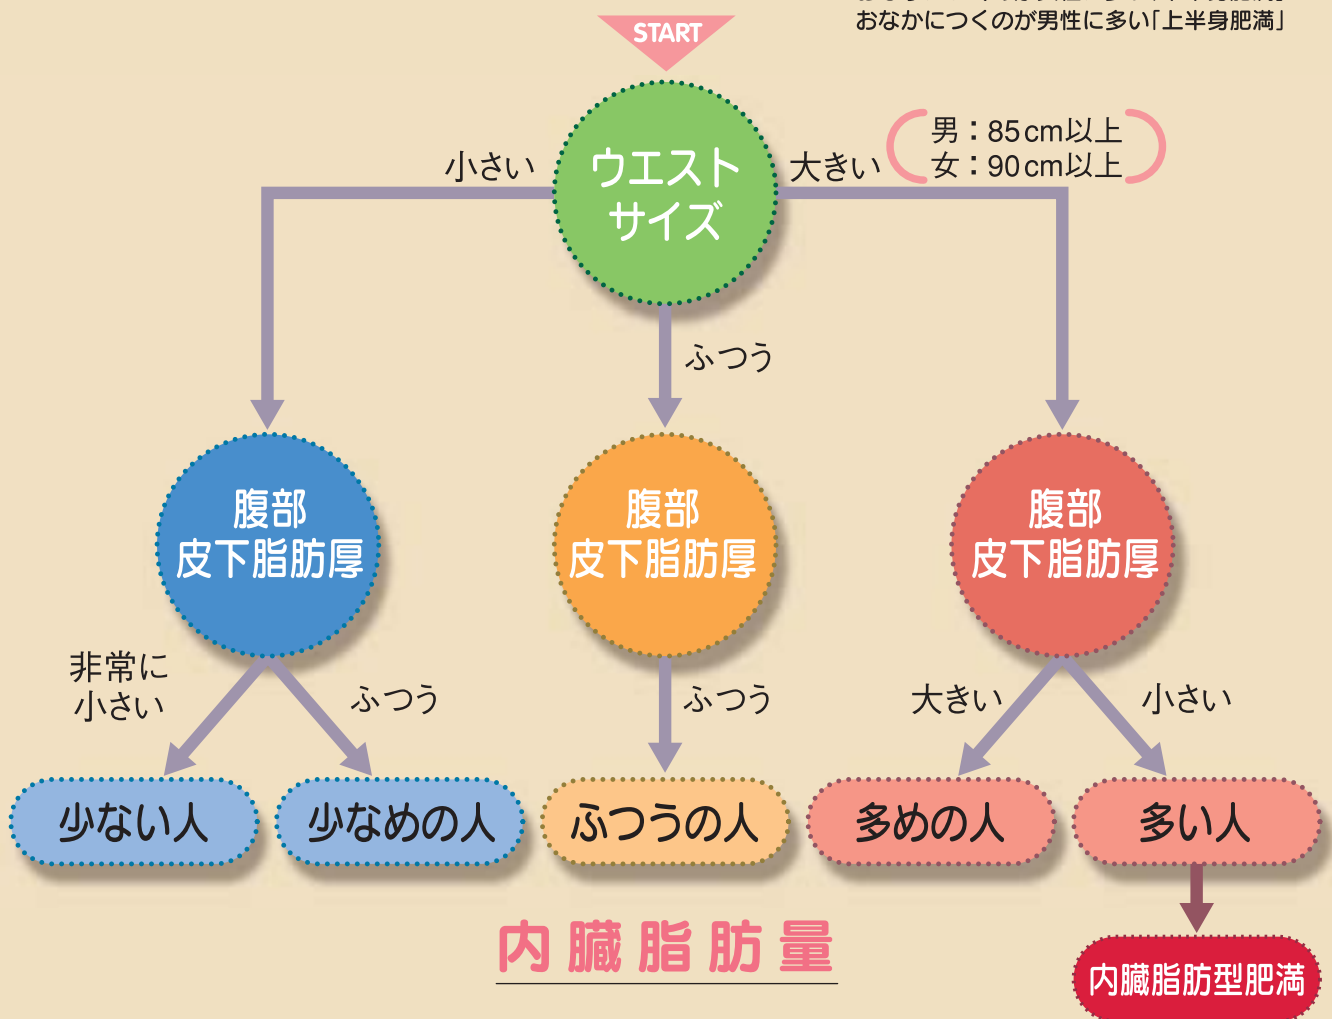 おなかにつくのが男性に多い「上半身肥満」
START
ウエスト
サイズ
小さい
大きい
男：85cm以上
女：90cm以上
ふつう
腹部
皮下脂肪厚
腹部
皮下脂肪厚
腹部
皮下脂肪厚
非常に
小さい
ふつう
ふつう
大きい
小さい
少ない人
少なめの人
ふつうの人
多めの人
多い人
内臓脂肪量
内臓脂肪型肥満